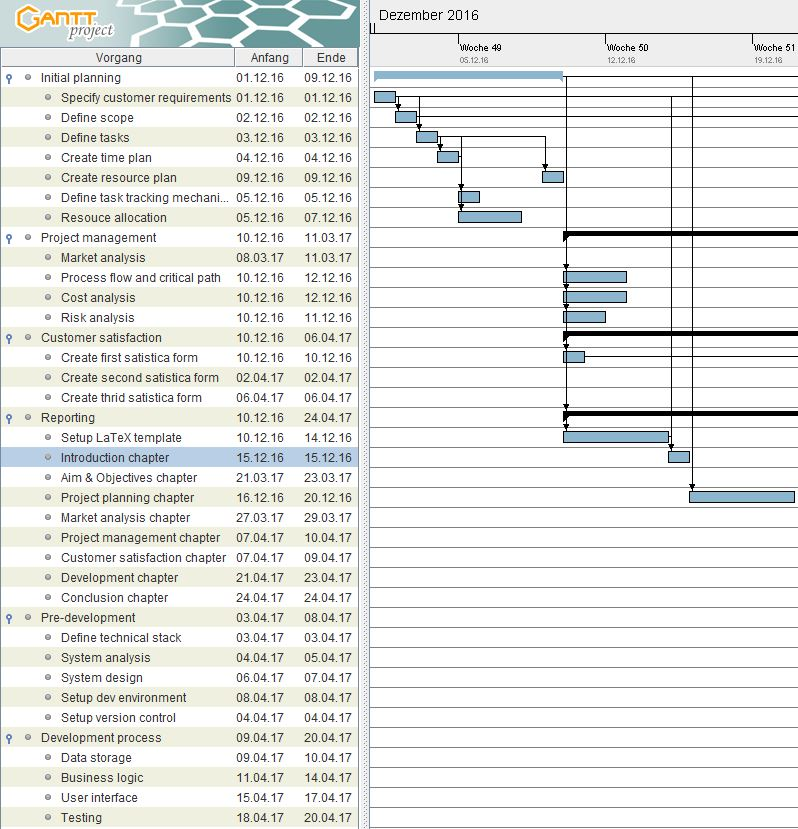 GANTT
project
Dezember 2016
Woche 49
Woche 50
Woche 51
05.12.16
12.12.16
19.12.16
Vorgang Anfang Ende
Initial planning 01.12.16 09.12.16
Specify customer requirements 01.12.16 01.12.16
Define scope 02.12.16 02.12.16
Define tasks 03.12.16 03.12.16
Create time plan 04.12.16 04.12.16
Create resource plan 09.12.16 09.12.16
Define task tracking mechani... 05.12.16 05.12.16
Resouce allocation 05.12.16 07.12.16
Project management 10.12.16 11.03.17
Market analysis 08.03.17 11.03.17
Process flow and critical path 10.12.16 12.12.16
Cost analysis 10.12.16 12.12.16
Risk analysis 10.12.16 11.12.16
Customer satisfaction 10.12.16 06.04.17
Create first satistica form 10.12.16 10.12.16
Create second satistica form 02.04.17 02.04.17
Create thrid satistica form 06.04.17 06.04.17
Reporting 10.12.16 24.04.17
Setup LaTeX template 10.12.16 14.12.16
Introduction chapter 15.12.16 15.12.16
Aim & Objectives chapter 21.03.17 23.03.17
Project planning chapter 16.12.16 20.12.16
Market analysis chapter 27.03.17 29.03.17
Project management chapter 07.04.17 10.04.17
Customer satisfaction chapter 07.04.17 09.04.17
Development chapter 21.04.17 23.04.17
Conclusion chapter 24.04.17 24.04.17
Pre-development 03.04.17 08.04.17
Define technical stack 03.04.17 03.04.17
System analysis 04.04.17 05.04.17
System design 06.04.17 07.04.17
Setup dev environment 08.04.17 08.04.17
Setup version control 04.04.17 04.04.17
Development process 09.04.17 20.04.17
Data storage 09.04.17 10.04.17
Business logic 11.04.17 14.04.17
User interface 15.04.17 17.04.17
Testing 18.04.17 20.04.17